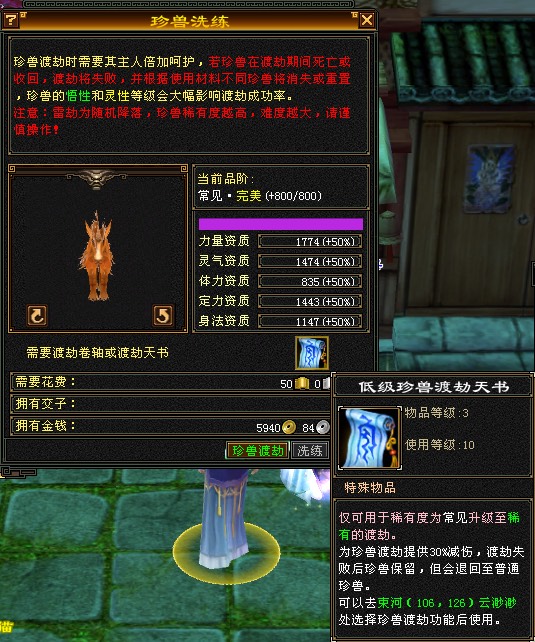 珍兽洗练
珍兽渡劫时需要其主人倍加呵护，若珍兽在渡劫期间死亡或
收回，渡劫将失败，并根据使用材料不同珍兽将消失或重置
，珍兽的悟性和灵性等级会大幅影响渡劫成功率。
注意：雷劫为随机降落，珍兽稀有度越高，难度越大，请谨
慎操作！
当前品阶：
常见·完美(+800/800)
力量资质 1774(+50%)
灵气资质 1474(+50%)
体力资质 835(+50%)
定力资质 1443(+50%)
身法资质 1147(+50%)
需要渡劫卷轴或渡劫天书
需要花费： 50 0
拥有交子：
拥有金钱： 5940 84
珍兽渡劫 洗练
低级珍兽渡劫天书
物品等级:3
使用等级:10
特殊物品
仅可用于稀有度为常见升级至稀
有的渡劫。
为珍兽渡劫提供30%减伤，渡劫失
败后珍兽保留，但会退回至普通
珍兽。
可以去束河（106，126）云渺渺
处选择珍兽渡劫功能后使用。